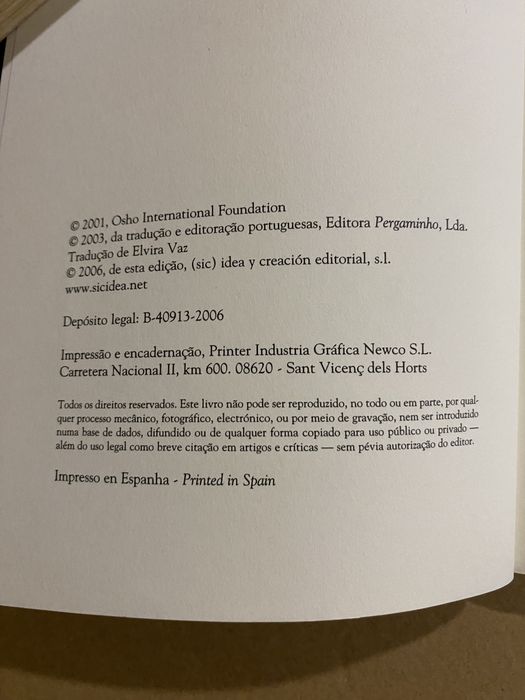 © 2001, Osho International Foundation
© 2003, da tradução e editoração portuguesas, Editora Pergaminho, Lda.
Tradução de Elvira Vaz
© 2006, de esta edição, (sic) idea y creación editorial, s.l.
www.sicidea.net
Depósito legal: B-40913-2006
Impressão e encadernação, Printer Industria Gráfica Newco S.L.
Carretera Nacional II, km 600. 08620 - Sant Vicenç dels Horts
Todos os direitos reservados. Este livro não pode ser reproduzido, no todo ou em parte, por qual-
quer processo mecânico, fotográfico, electrónico, ou por meio de gravação, nem ser introduzido
numa base de dados, difundido ou de qualquer forma copiado para uso público ou privado —
além do uso legal como breve citação em artigos e críticas — sem pévia autorização do editor.
Impresso en Espanha - Printed in Spain